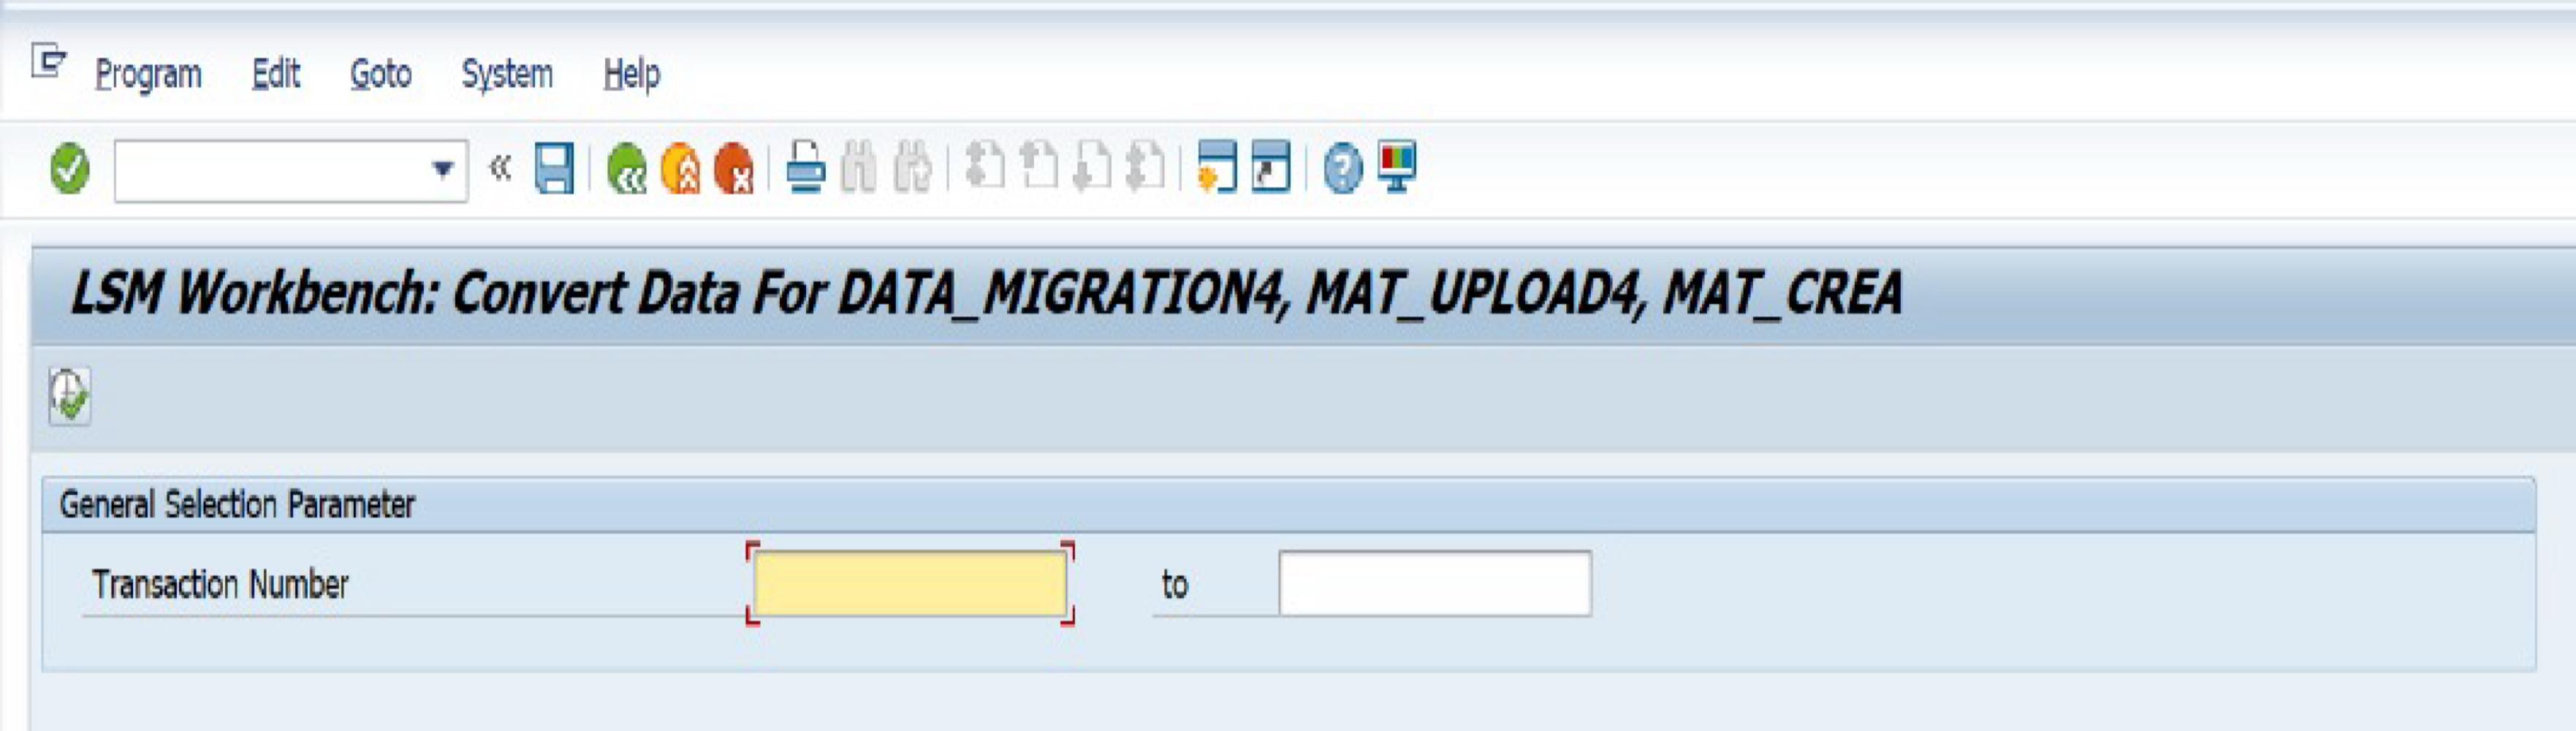 Program Edit Goto System Help
LSM Workbench: Convert Data For DATA_MIGRATION4, MAT_UPLOAD4, MAT_CREA
General Selection Parameter
Transaction Number to